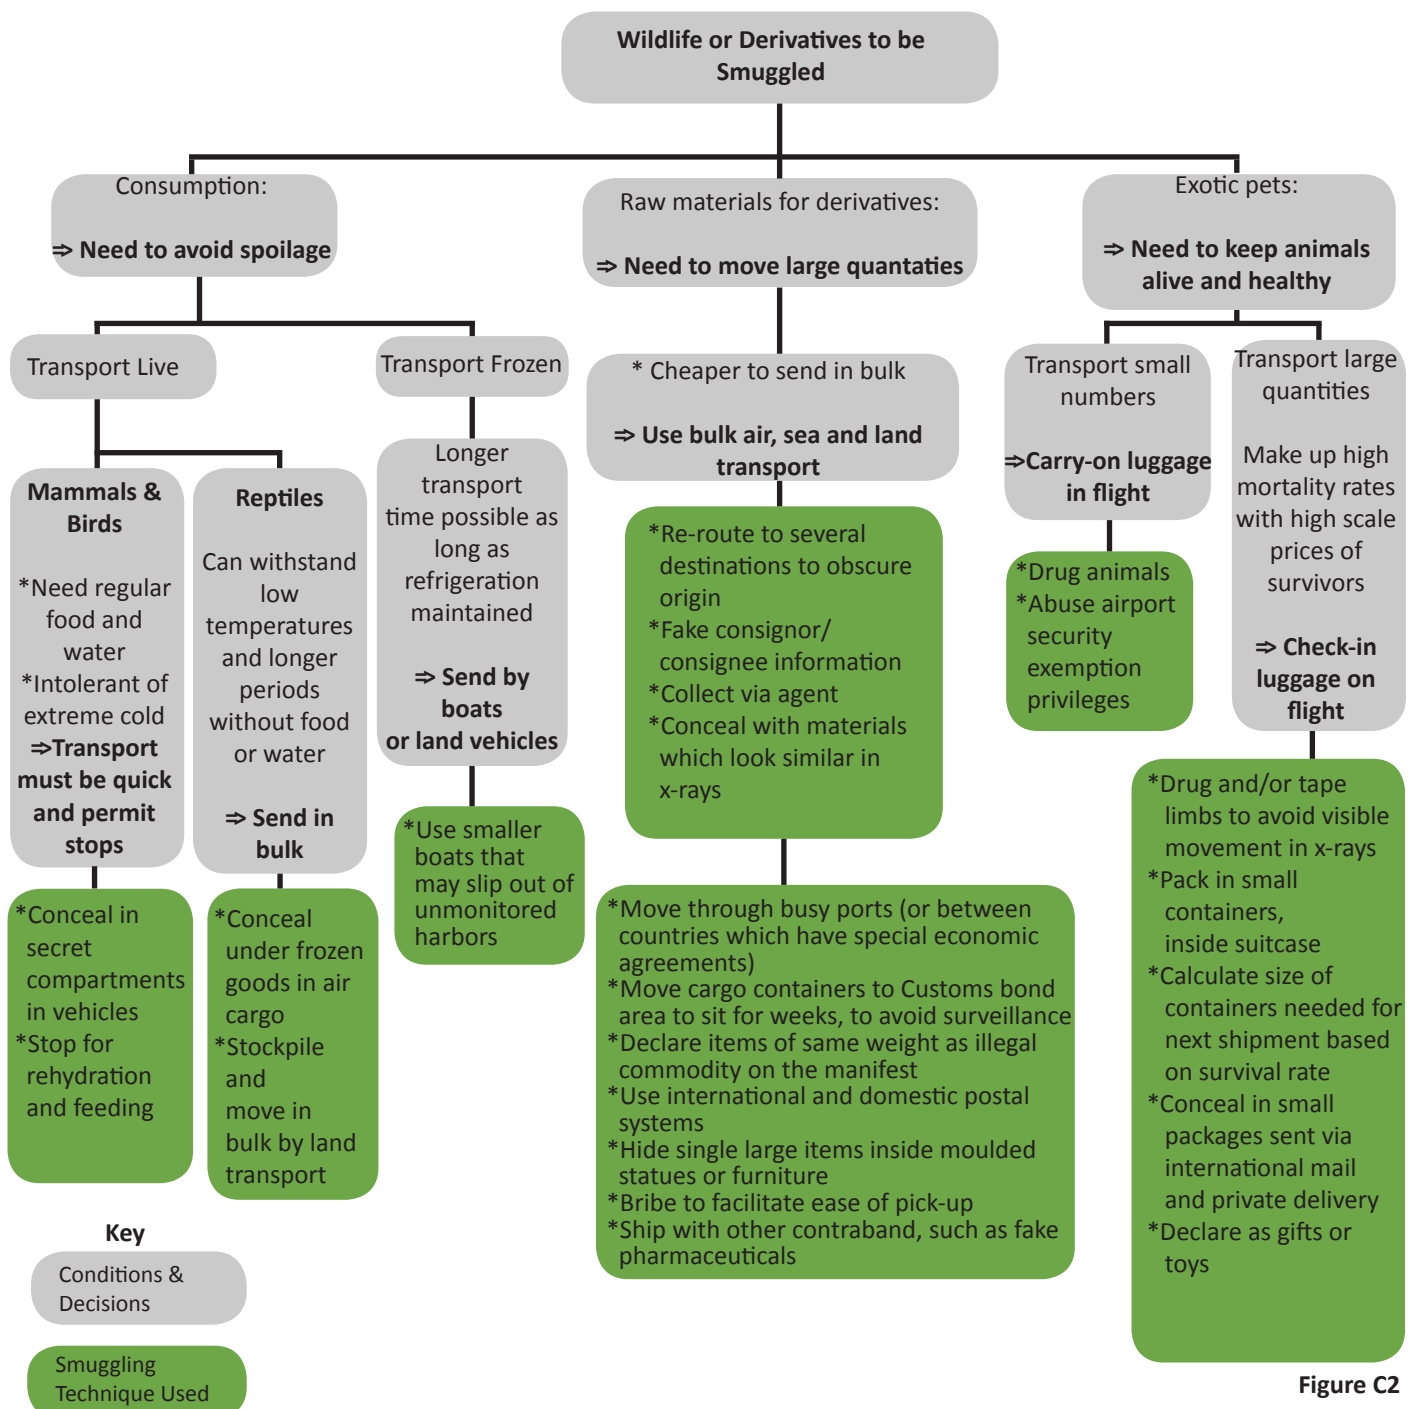 Wildlife or Derivatives to be
Smuggled
Consumption:
⇒ Need to avoid spoilage
Raw materials for derivatives:
⇒ Need to move large quantaties
Exotic pets:
⇒ Need to keep animals
alive and healthy
Transport Live
Transport Frozen
* Cheaper to send in bulk
⇒ Use bulk air, sea and land
transport
Transport small
numbers
⇒Carry-on luggage
in flight
Transport large
quantities
Make up high
mortality rates
with high scale
prices of
survivors
⇒ Check-in
luggage on
flight
Mammals &
Birds
*Need regular
food and
water
*Intolerant of
extreme cold
⇒Transport
must be quick
and permit
stops
Reptiles
Can withstand
low
temperatures
and longer
periods
without food
or water
⇒ Send in
bulk
Longer
transport
time possible as
long as
refrigeration
maintained
⇒ Send by
boats
or land vehicles
*Re-route to several
destinations to obscure
origin
*Fake consignor/
consignee information
*Collect via agent
*Conceal with materials
which look similar in
x-rays
*Drug animals
*Abuse airport
security
exemption
privileges
*Conceal in
secret
compartments
in vehicles
*Stop for
rehydration
and feeding
*Conceal
under frozen
goods in air
cargo
*Stockpile
and
move in
bulk by land
transport
*Use smaller
boats that
may slip out of
unmonitored
harbors
*Move through busy ports (or between
countries which have special economic
agreements)
*Move cargo containers to Customs bond
area to sit for weeks, to avoid surveillance
*Declare items of same weight as illegal
commodity on the manifest
*Use international and domestic postal
systems
*Hide single large items inside moulded
statues or furniture
*Bribe to facilitate ease of pick-up
*Ship with other contraband, such as fake
pharmaceuticals
*Drug and/or tape
limbs to avoid visible
movement in x-rays
*Pack in small
containers,
inside suitcase
*Calculate size of
containers needed for
next shipment based
on survival rate
*Conceal in small
packages sent via
international mail
and private delivery
*Declare as gifts or
toys
Key
Conditions &
Decisions
Smuggling
Technique Used
Figure C2